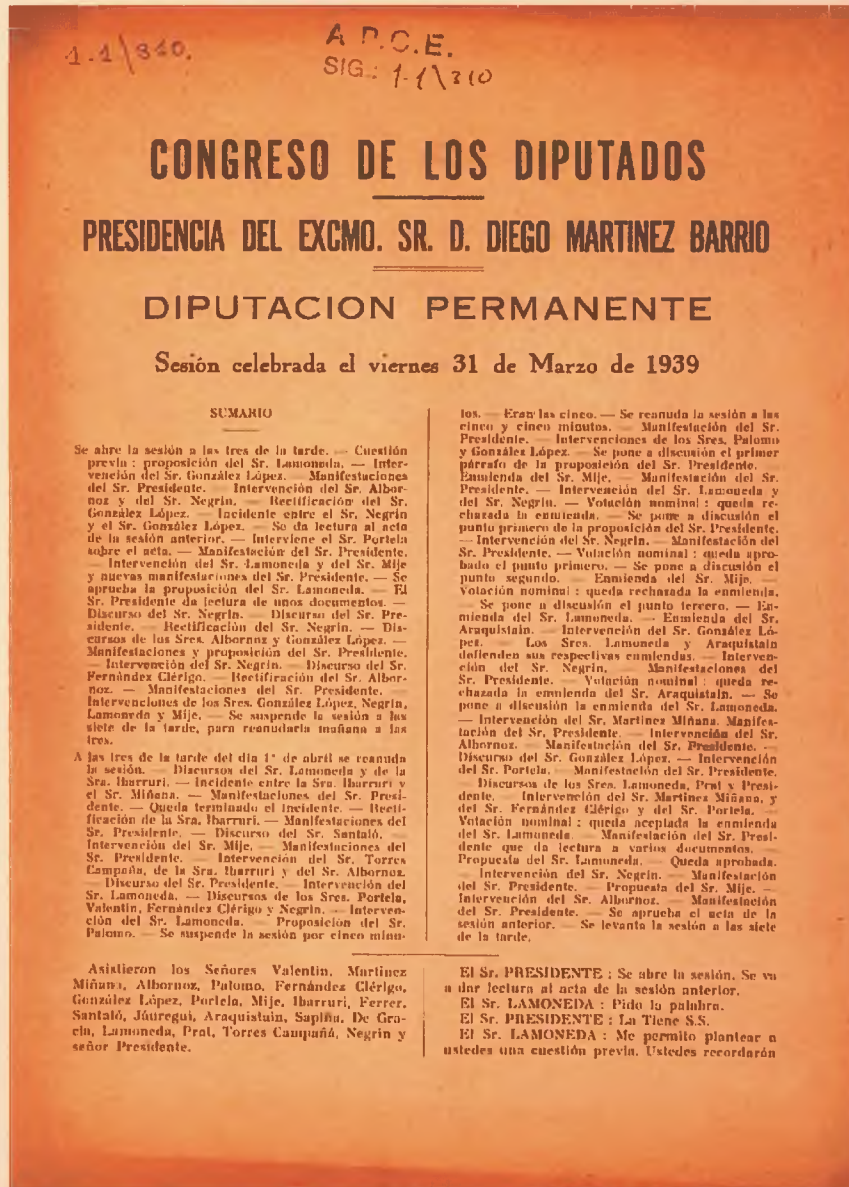 1.1\310.
A.P.C.E.
SIG.: 1-1\310
CONGRESO DE LOS DIPUTADOS
PRESIDENCIA DEL EXCMO. SR. D. DIEGO MARTINEZ BARRIO
DIPUTACION PERMANENTE
Sesión celebrada el viernes 31 de Marzo de 1939
SUMARIO
Se abre la sesión a las tres de la tarde. — Cuestión
previa : proposición del Sr. Lamoneda. — Inter-
vención del Sr. González López. — Manifestaciones
del Sr. Presidente. — Intervención del Sr. Albor-
noz y del Sr. Negrín. — Rectificación del Sr.
González López. — Incidente entre el Sr. Negrín
y el Sr. González López. — Se da lectura al acta
de la sesión anterior. — Interviene el Sr. Portela
sobre el acta. — Manifestación del Sr. Presidente.
— Intervención del Sr. Lamoneda y del Sr. Mije
y nuevas manifestaciones del Sr. Presidente. — Se
aprueba la proposición del Sr. Lamoneda. — El
Sr. Presidente da lectura de unos documentos. —
Discurso del Sr. Negrín. — Discurso del Sr. Pre-
sidente. — Rectificación del Sr. Negrín. — Dis-
cursos de los Sres. Albornoz y González López. —
Manifestaciones y proposición del Sr. Presidente.
— Intervención del Sr. Negrín. — Discurso del Sr.
Fernández Clérigo. — Rectificación del Sr. Albor-
noz. — Manifestaciones del Sr. Presidente. —
Intervenciones de los Sres. González López, Negrín,
Lamoneda y Mije. — Se suspende la sesión a las
siete de la tarde, para reanudarla mañana a las
tres.
A las tres de la tarde del día 1° de abril se reanuda
la sesión. — Discursos del Sr. Lamoneda y de la
Sra. Ibarruri. — Incidente entre la Sra. Ibarruri y
el Sr. Miñana. — Manifestaciones del Sr. Presi-
dente. — Queda terminado el incidente. — Recti-
ficación de la Sra. Ibarruri. — Manifestaciones del
Sr. Presidente. — Discurso del Sr. Santaló. —
Intervención del Sr. Mije. — Manifestaciones del
Sr. Presidente. — Intervención del Sr. Torres
Campaña, de la Sra. Ibarruri y del Sr. Albornoz.
— Discurso del Sr. Presidente. — Intervención del
Sr. Lamoneda. — Discursos de los Sres. Portela,
Valentín, Fernández Clérigo y Negrín. — Interven-
ción del Sr. Lamoneda. — Proposición del Sr.
Palomo. — Se suspende la sesión por cinco minu-
tos. — Eran las cinco. — Se reanuda la sesión a las
cinco y cinco minutos. — Manifestación del Sr.
Presidente. — Intervenciones de los Sres. Palomo
y González López. — Se pone a discusión el primer
párrafo de la proposición del Sr. Presidente. —
Enmienda del Sr. Mije. — Manifestación del Sr.
Presidente. — Intervención del Sr. Lamoneda y
del Sr. Negrín. — Votación nominal : queda re-
chazada la enmienda. — Se pone a discusión el
punto primero de la proposición del Sr. Presidente.
— Intervención del Sr. Negrín. — Manifestación del
Sr. Presidente. — Votación nominal : queda apro-
bado el punto primero. — Se pone a discusión el
punto segundo. — Enmienda del Sr. Mije. —
Votación nominal : queda rechazada la enmienda.
— Se pone a discusión el punto tercero. — En-
mienda del Sr. Lamoneda. — Enmienda del Sr.
Araquistain. — Intervención del Sr. González Ló-
pez. — Los Sres. Lamoneda y Araquistain
defienden sus respectivas enmiendas. — Interven-
ción del Sr. Negrín, — Manifestaciones del
Sr. Presidente. — Votación nominal : queda re-
chazada la enmienda del Sr. Araquistain. — Se
pone a discusión la enmienda del Sr. Lamoneda.
— Intervención del Sr. Martínez Miñana. Manifes-
tación del Sr. Presidente. — Intervención del Sr.
Albornoz. — Manifestación del Sr. Presidente. —
Discurso del Sr. González López. — Intervención
del Sr. Portela. — Manifestación del Sr. Presidente.
— Discursos de los Sres. Lamoneda, Prat y Presi-
dente. — Intervención del Sr. Martínez Miñana, y
del Sr. Fernández Clérigo y del Sr. Portela. —
Votación nominal : queda aceptada la enmienda
del Sr. Lamoneda. — Manifestación del Sr. Presi-
dente que da lectura a varios documentos. —
Propuesta del Sr. Lamoneda. — Queda aprobada.
— Intervención del Sr. Negrín. — Manifestación
del Sr. Presidente. — Propuesta del Sr. Mije. —
Intervención del Sr. Albornoz. — Manifestación
del Sr. Presidente. — Se aprueba el acta de la
sesión anterior. — Se levanta la sesión a las siete
de la tarde.
Asistieron los Señores Valentín, Martínez
Miñana, Albornoz, Palomo, Fernández Clérigo,
González López, Portela, Mije, Ibarruri, Ferrer,
Santaló, Jáuregui, Araquistain, Sapiña, De Gra-
cia, Lamoneda, Prat, Torres Campañá, Negrín y
señor Presidente.
El Sr. PRESIDENTE : Se abre la sesión. Se va
a dar lectura al acta de la sesión anterior.
El Sr. LAMONEDA : Pido la palabra.
El Sr. PRESIDENTE : La Tiene S.S.
El Sr. LAMONEDA : Me permito plantear a
ustedes una cuestión previa. Ustedes recordarán